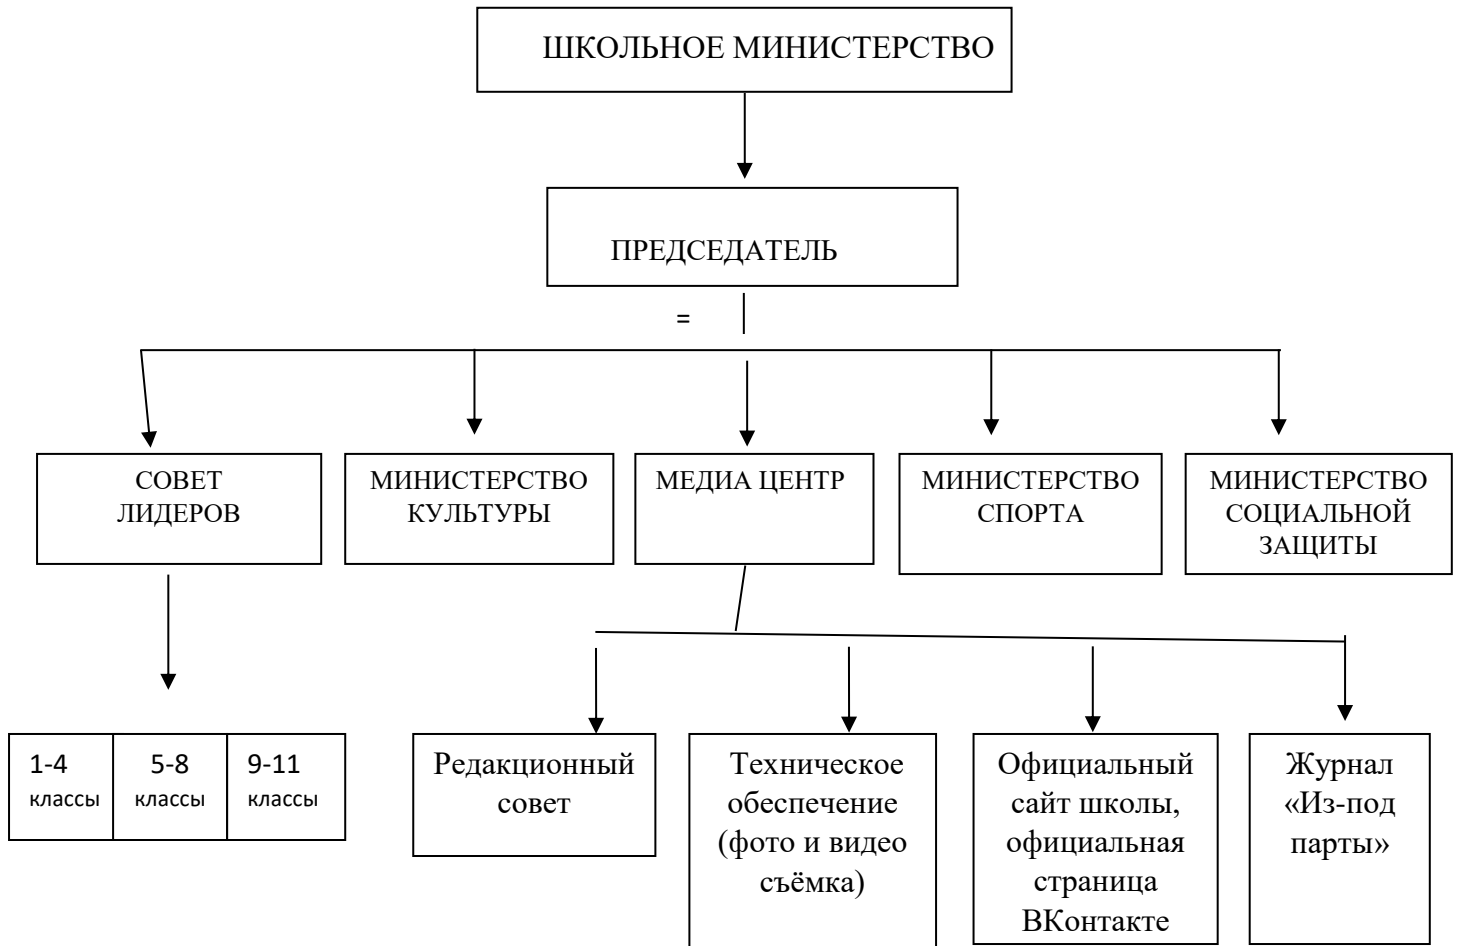 ШКОЛЬНОЕ МИНИСТЕРСТВО
ПРЕДСЕДАТЕЛЬ
=
СОВЕТ
ЛИДЕРОВ
МИНИСТЕРСТВО
КУЛЬТУРЫ
МЕДИА ЦЕНТР
МИНИСТЕРСТВО
СПОРТА
МИНИСТЕРСТВО
СОЦИАЛЬНОЙ
ЗАЩИТЫ
1-4
классы
5-8
классы
9-11
классы
Редакционный
совет
Техническое
обеспечение
(фото и видео
съёмка)
Официальный
сайт школы,
официальная
страница
ВКонтакте
Журнал
«Из-под
парты»